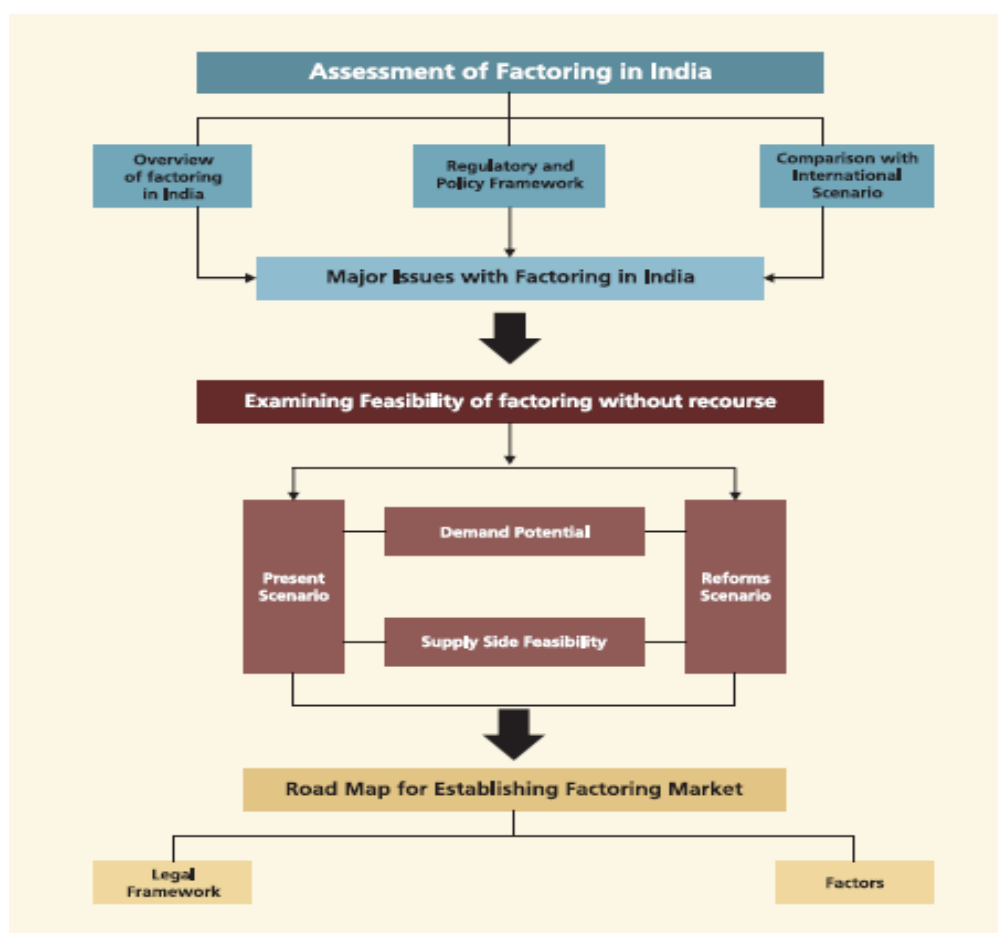 Assessment of Factoring in India
Overview
of factoring
in India
Regulatory and
Policy Framework
Comparison with
International
Scenario
Major Issues with Factoring in India
Examining Feasibility of factoring without recourse
Present
Scenario
Demand Potential
Supply Side Feasibility
Reforms
Scenario
Road Map for Establishing Factoring Market
Legal
Framework
Factors